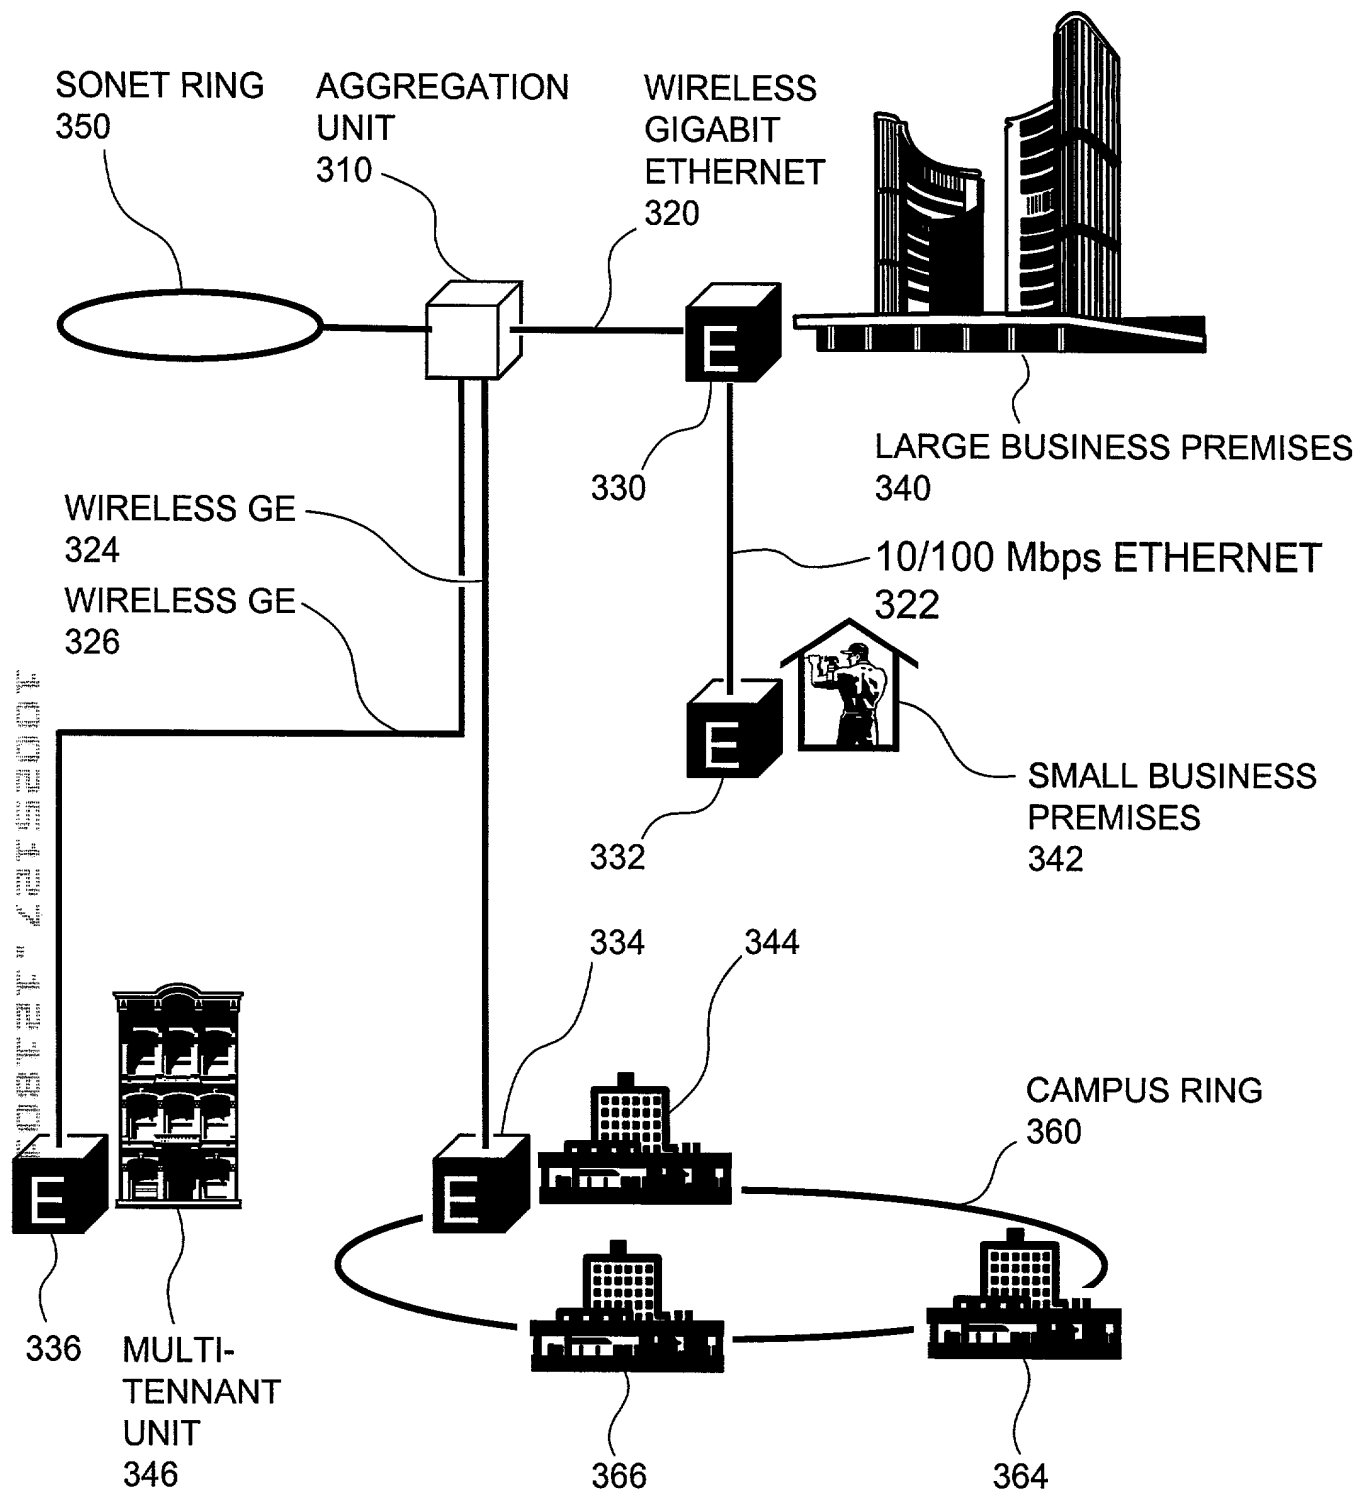 SONET RING
350
AGGREGATION
UNIT
310
WIRELESS
GIGABIT
ETHERNET
320
E
330
LARGE BUSINESS PREMISES
340
WIRELESS GE
324
10/100 Mbps ETHERNET
322
WIRELESS GE
326
E
332
SMALL BUSINESS
PREMISES
342
334
344
CAMPUS RING
360
E
E
336
MULTI-
TENNANT
UNIT
346
366
364